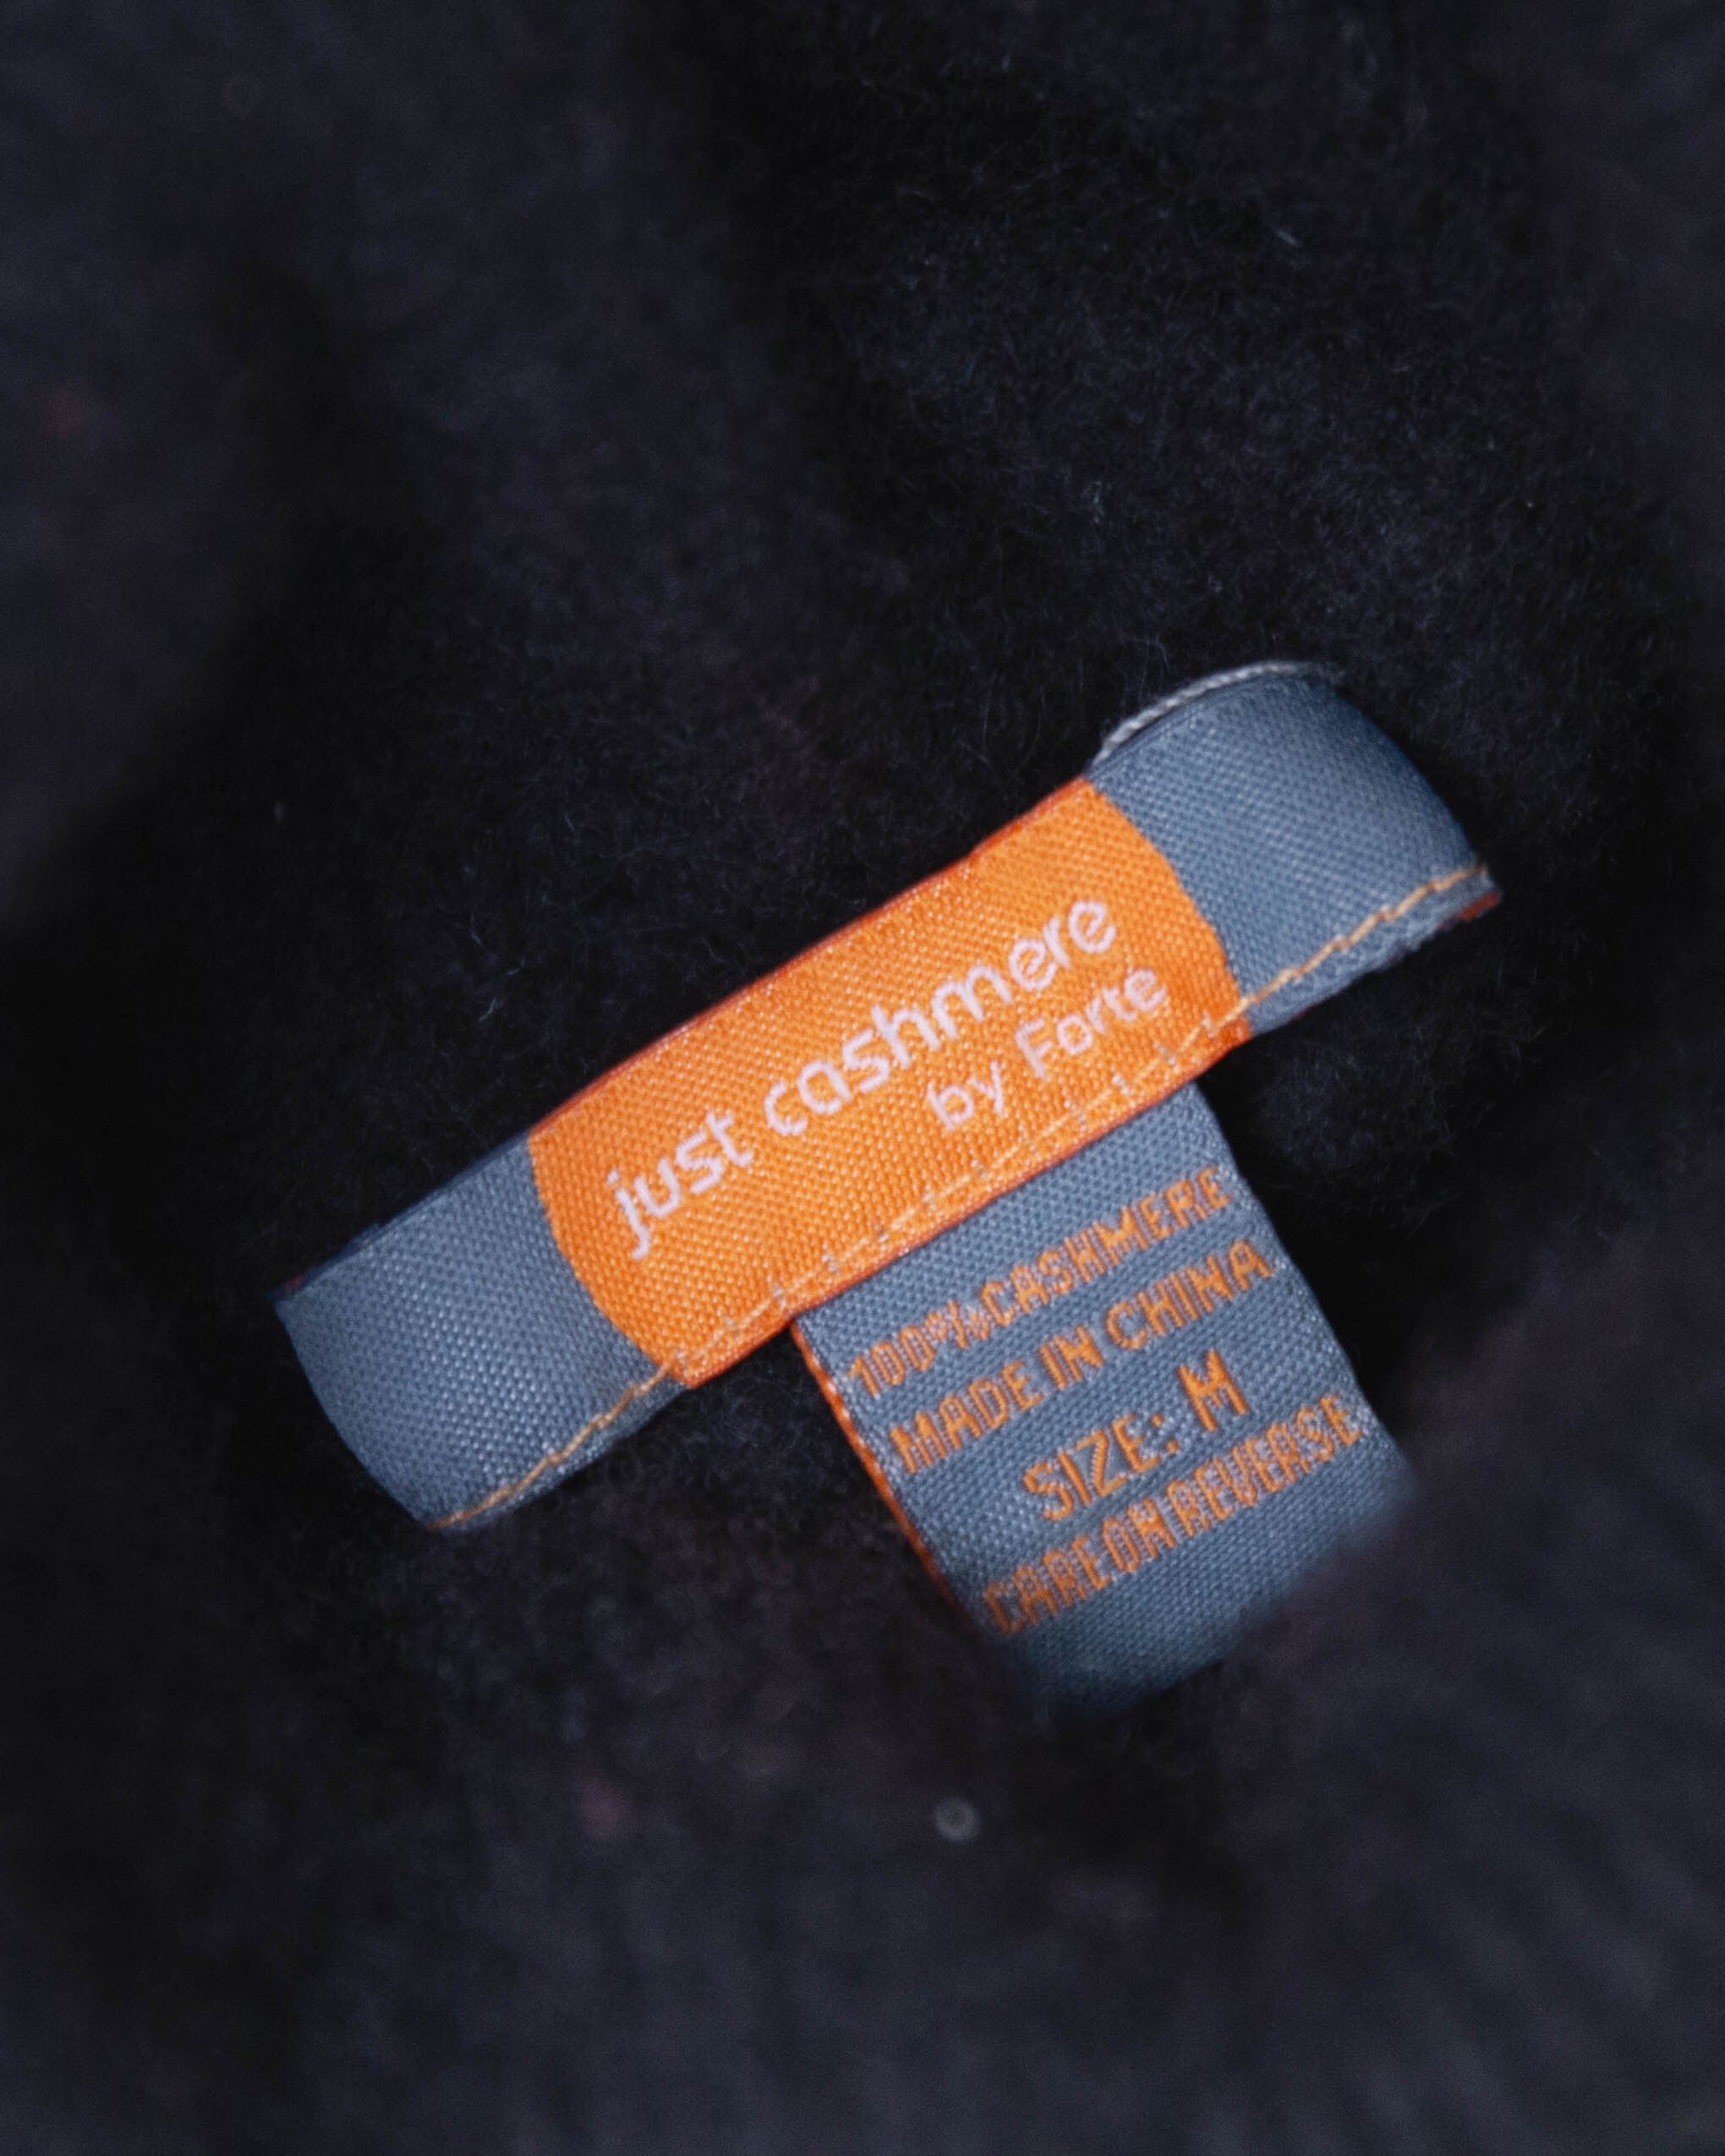 just cashmere
by Forte
100%CASHMERE
MADE IN CHINA
SIZE: M
CARE ON REVERSE